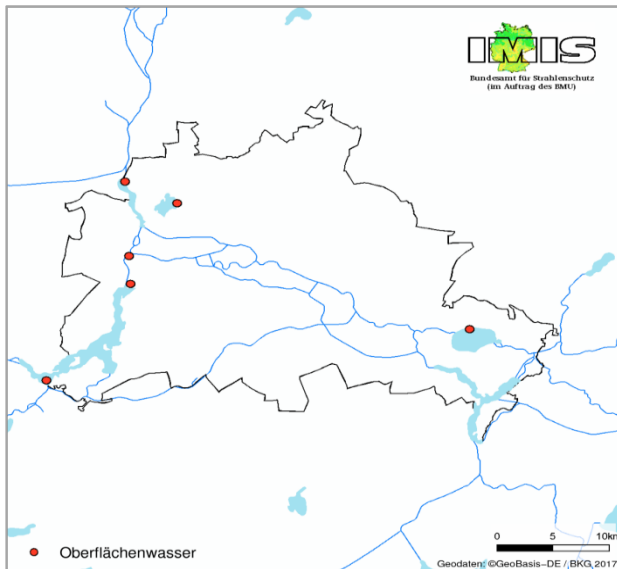 IMIS
Bundesamt für Strahlenschutz
(im Auftrag des BMU)
Oberflächenwasser
0 5 10km
Geodaten: ©GeoBasis-DE / BKG 2017